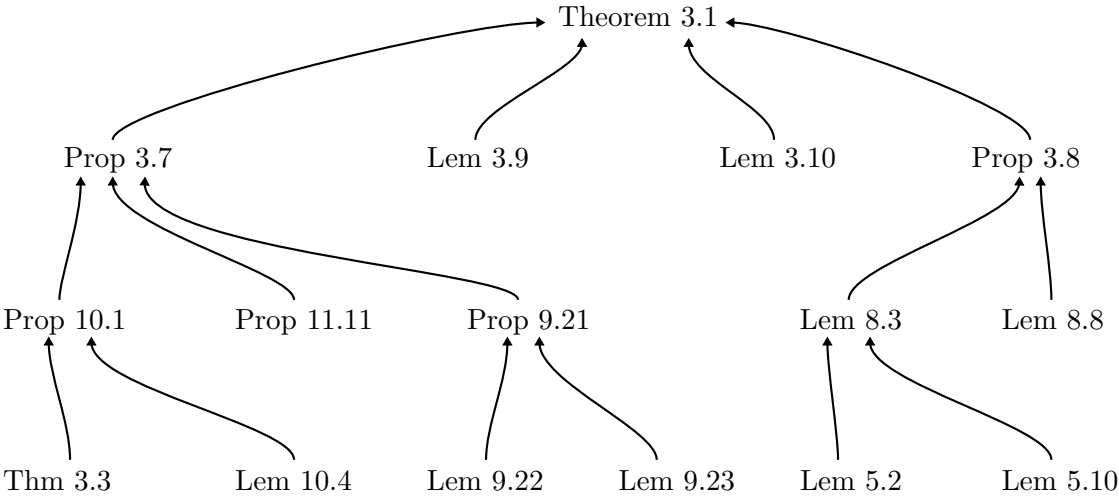 Theorem 3.1
Prop 3.7 Lem 3.9 Lem 3.10 Prop 3.8
Prop 10.1 Prop 11.11 Prop 9.21 Lem 8.3 Lem 8.8
Thm 3.3 Lem 10.4 Lem 9.22 Lem 9.23 Lem 5.2 Lem 5.10